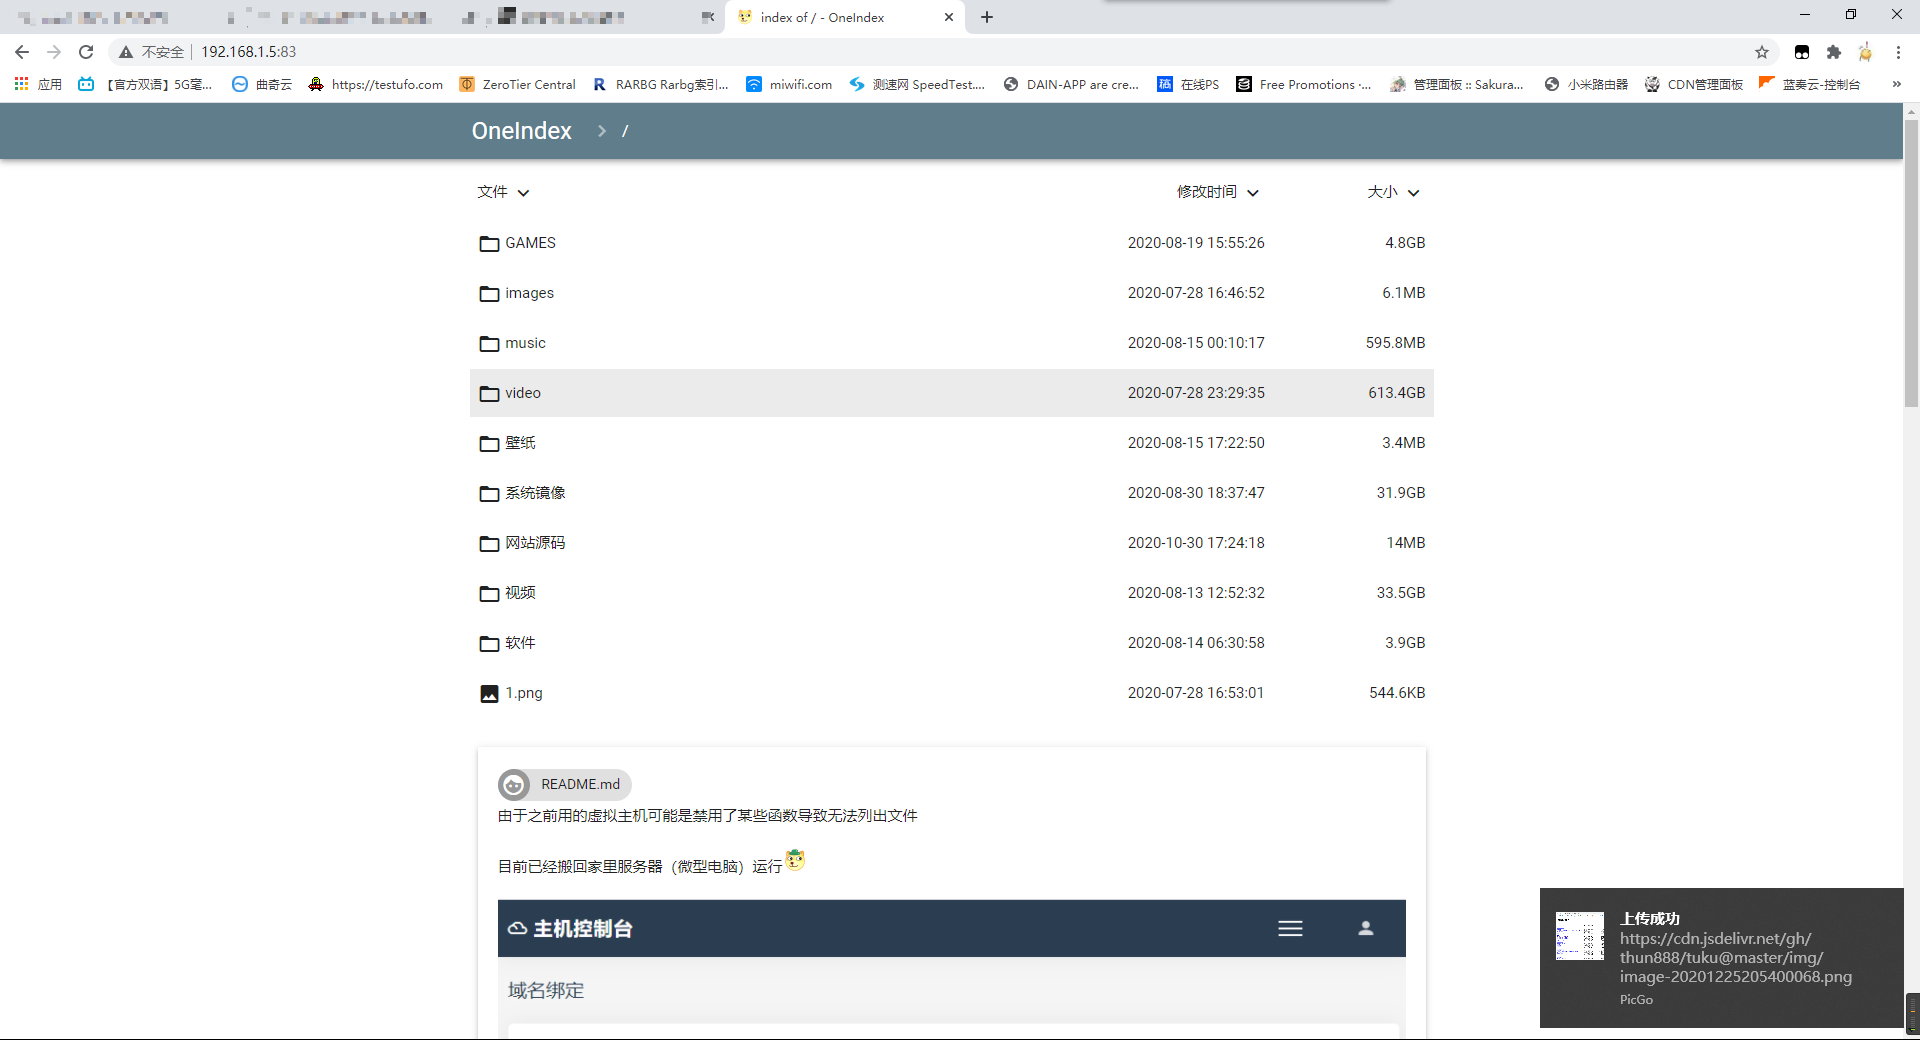 index of / - OneIndex
不安全 192.168.1.5:83
应用 【官方双语】5G毫... 曲奇云 https://testufo.com ZeroTier Central RARBG Rarbg索引... miwifi.com 测速网 SpeedTest.... DAIN-APP are cre... 在线PS Free Promotions ·... 管理面板 :: Sakura... 小米路由器 CDN管理面板 蓝奏云-控制台 »
OneIndex /
文件 修改时间 大小
GAMES 2020-08-19 15:55:26 4.8GB
images 2020-07-28 16:46:52 6.1MB
music 2020-08-15 00:10:17 595.8MB
video 2020-07-28 23:29:35 613.4GB
壁纸 2020-08-15 17:22:50 3.4MB
系统镜像 2020-08-30 18:37:47 31.9GB
网站源码 2020-10-30 17:24:18 14MB
视频 2020-08-13 12:52:32 33.5GB
软件 2020-08-14 06:30:58 3.9GB
1.png 2020-07-28 16:53:01 544.6KB
README.md
由于之前用的虚拟主机可能是禁用了某些函数导致无法列出文件
目前已经搬回家里服务器（微型电脑）运行
主机控制台
域名绑定
上传成功
https://cdn.jsdelivr.net/gh/
thun888/tuku@master/img/
image-20201225205400068.png
PicGo